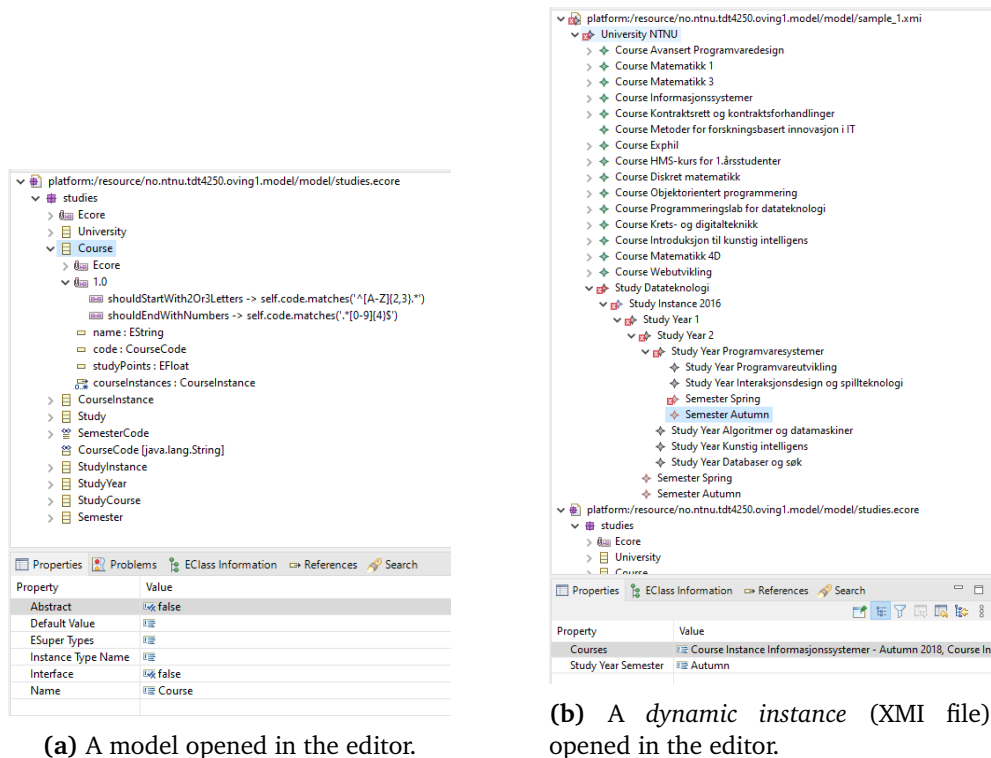 platform:/resource/no.ntnu.tdt4250.oving1.model/model/studies.ecore
studies
Ecore
University
Course
Ecore
1.0
shouldStartWith2Or3Letters -> self.code.matches('^[A-Z]{2,3}.*')
shouldEndWithNumbers -> self.code.matches('.*[0-9]{4}$')
name : EString
code : CourseCode
studyPoints : EFloat
courseInstances : CourseInstance
CourseInstance
Study
SemesterCode
CourseCode [java.lang.String]
StudyInstance
StudyYear
StudyCourse
Semester
Properties Problems EClass Information References Search
Property Value
Abstract false
Default Value
ESuper Types
Instance Type Name
Interface false
Name Course
(a) A model opened in the editor.
platform:/resource/no.ntnu.tdt4250.oving1.model/model/sample_1.xmi
University NTNU
Course Avansert Programvaredesign
Course Matematikk 1
Course Matematikk 3
Course Informasjonssystemer
Course Kontraktsrett og kontraktsforhandlinger
Course Metoder for forskningsbasert innovasjon i IT
Course Exphil
Course HMS-kurs for 1.årsstudenter
Course Diskret matematikk
Course Objektorientert programmering
Course Programmeringslab for datateknologi
Course Krets- og digitalteknikk
Course Introduksjon til kunstig intelligens
Course Matematikk 4D
Course Webutvikling
Study Datateknologi
Study Instance 2016
Study Year 1
Study Year 2
Study Year Programvaresystemer
Study Year Programvareutvikling
Study Year Interaksjonsdesign og spillteknologi
Semester Spring
Semester Autumn
Study Year Algoritmer og datamaskiner
Study Year Kunstig intelligens
Study Year Databaser og søk
Semester Spring
Semester Autumn
platform:/resource/no.ntnu.tdt4250.oving1.model/model/studies.ecore
studies
Ecore
University
Course
Properties EClass Information References Search
Property Value
Courses Course Instance Informasjonssystemer - Autumn 2018, Course In
Study Year Semester Autumn
(b) A dynamic instance (XMI file)
opened in the editor.